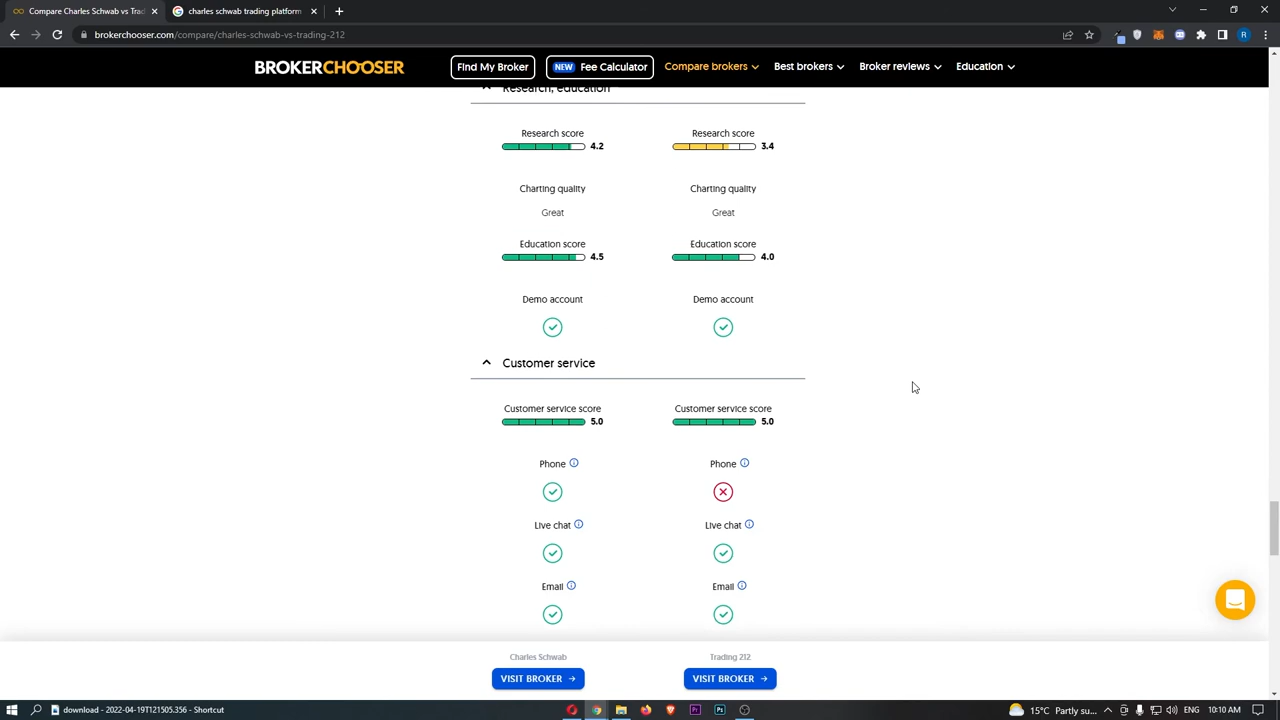 Compare Charles Schwab vs Trad
charles schwab trading platform
brokerchooser.com/compare/charles-schwab-vs-trading-212
R
BROKERCHOOSER
Find My Broker
NEW Fee Calculator
Compare brokers
Best brokers
Broker reviews
Education
Research, education
Research score Research score
4.2 3.4
Charting quality Charting quality
Great Great
Education score Education score
4.5 4.0
Demo account Demo account
Customer service
Customer service score Customer service score
5.0 5.0
Phone Phone
Live chat Live chat
Email Email
Charles Schwab Trading 212
VISIT BROKER VISIT BROKER
download - 2022-04-19T121505.356 - Shortcut
Pr
Ps
15°C Partly su...
10:10 AM